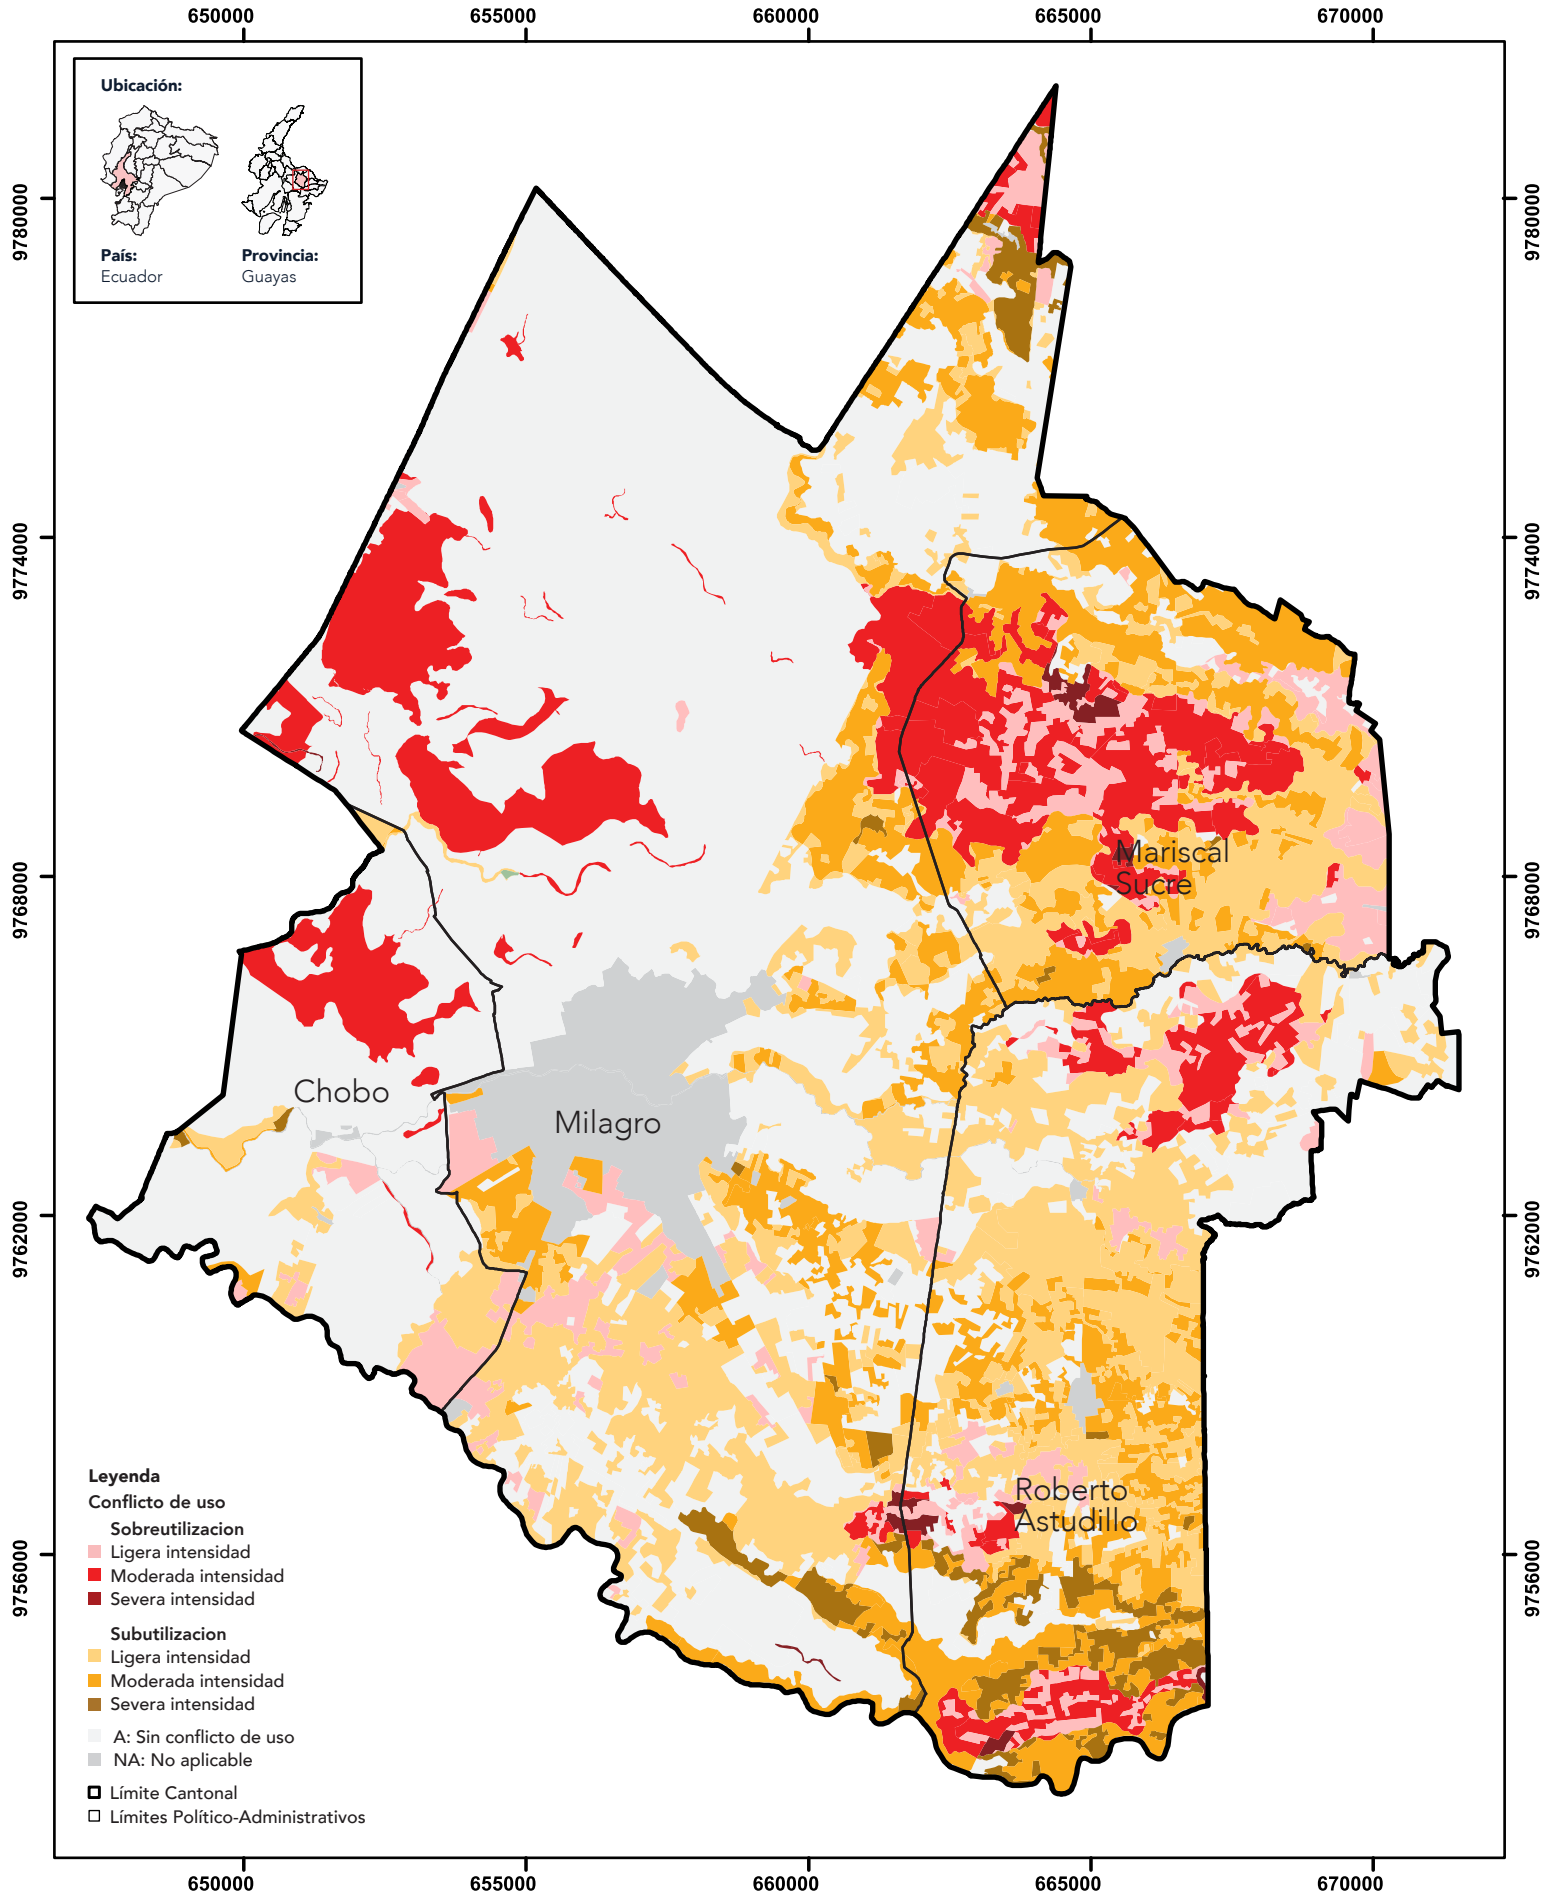 650000 655000 660000 665000 670000
Ubicación:
País: Provincia:
Ecuador Guayas
9780000 9780000
9774000 9774000
9768000 9768000
9762000 9762000
9756000 9756000
Mariscal
Sucre
Chobo
Milagro
Roberto
Astudillo
Leyenda
Conflicto de uso
Sobreutilizacion
Ligera intensidad
Moderada intensidad
Severa intensidad
Subutilizacion
Ligera intensidad
Moderada intensidad
Severa intensidad
A: Sin conflicto de uso
NA: No aplicable
Límite Cantonal
Límites Político-Administrativos
650000 655000 660000 665000 670000